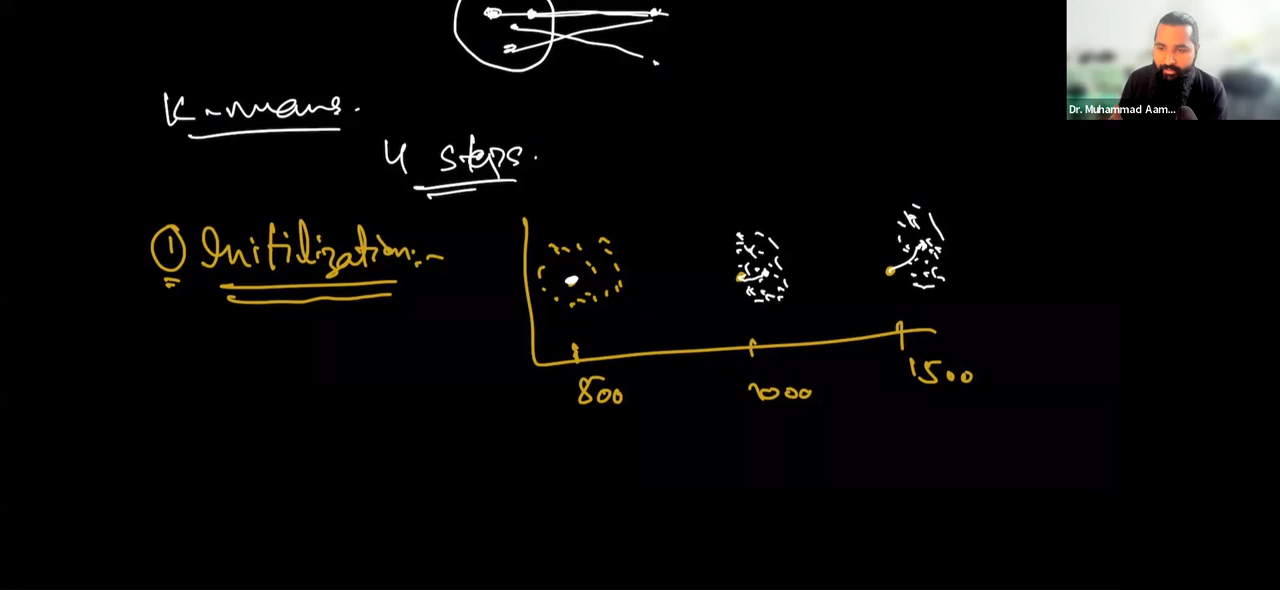 Dr. Muhammad Aam...
K-means.
4 steps.
① Initilization:-
800
1000
1500